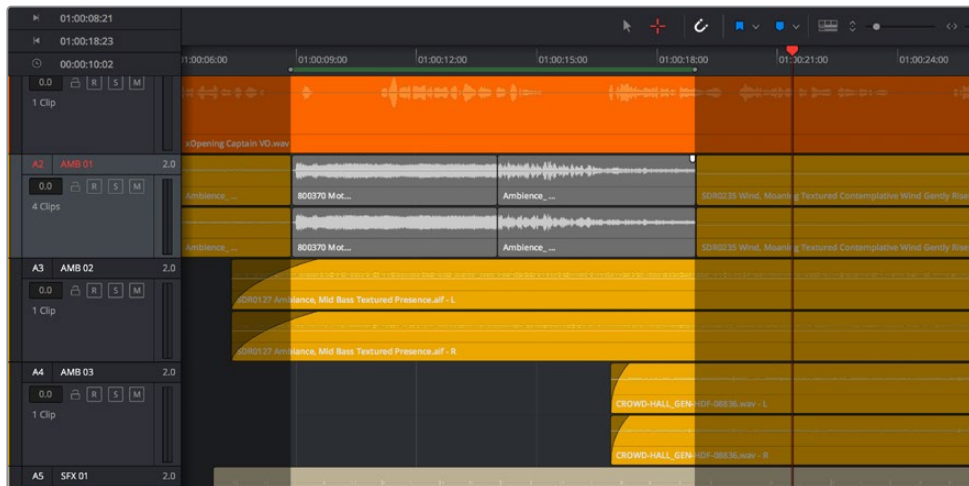 01:00:08:21
01:00:18:23
00:00:10:02
01:00:06:00 01:00:09:00 01:00:12:00 01:00:15:00 01:00:18:00 01:00:21:00 01:00:24:00
0.0 R S M
1 Clip
xOpening Captain VO.wav
A2 AMB 01 2.0
0.0 R S M
4 Clips
Ambience_ ... 800370 Mot... Ambience_ ... SDR0235 Wind, Moaning Textured Contemplative Wind Gently Rise
Ambience_ ... 800370 Mot... Ambience_ ... SDR0235 Wind, Moaning Textured Contemplative Wind Gently Rise
A3 AMB 02 2.0
0.0 R S M
1 Clip
SDR0127 Ambiance, Mid Bass Textured Presence.aif - L
SDR0127 Ambiance, Mid Bass Textured Presence.aif - R
A4 AMB 03 2.0
0.0 R S M
1 Clip
CROWD-HALL_GEN-HDF-08836.wav - L
CROWD-HALL_GEN-HDF-08836.wav - R
A5 SFX 01 2.0